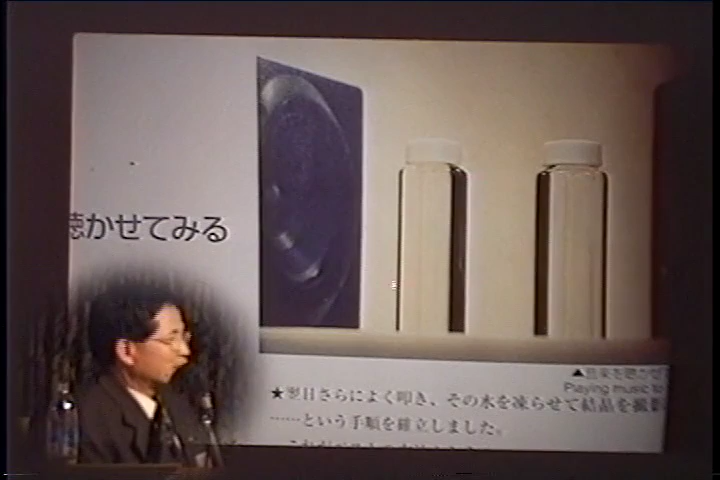 聴かせてみる
▲音楽を聴かせ
Playing music to
★翌日さらによく叩き、その水を凍らせて結晶を撮影
……という手順を確立しました。